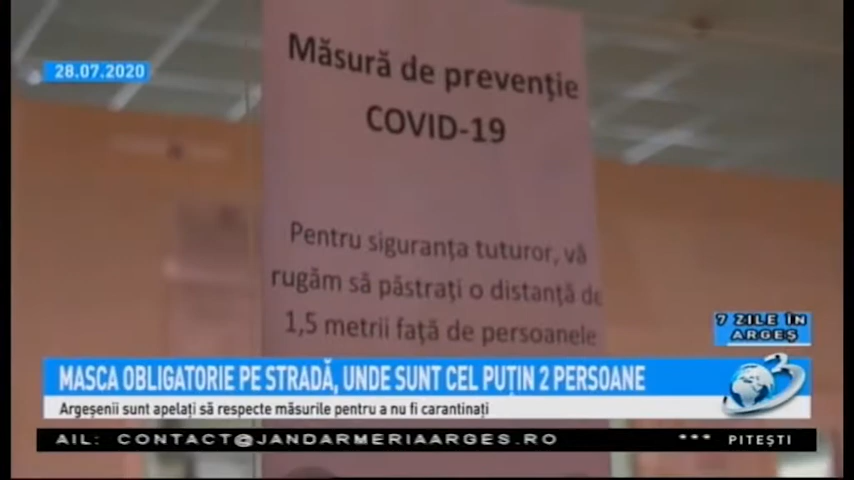 Măsură de prevenție
COVID-19
28.07.2020
Pentru siguranța tuturor, vă
rugăm să păstrați o distanță de
1,5 metrii față de persoanele
7 ZILE ÎN
ARGEȘ
MASCA OBLIGATORIE PE STRADĂ, UNDE SUNT CEL PUȚIN 2 PERSOANE
Argeșenii sunt apelați să respecte măsurile pentru a nu fi carantinați
3
AIL: CONTACT@JANDARMERIAARGES.RO *** PITEȘTI